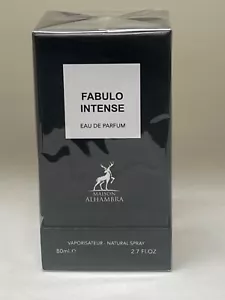 FABULO
INTENSE
EAU DE PARFUM
MAISON
ALHAMBRA
VAPORISATEUR - NATURAL SPRAY
80ml ℮ 2.7 FL.OZ